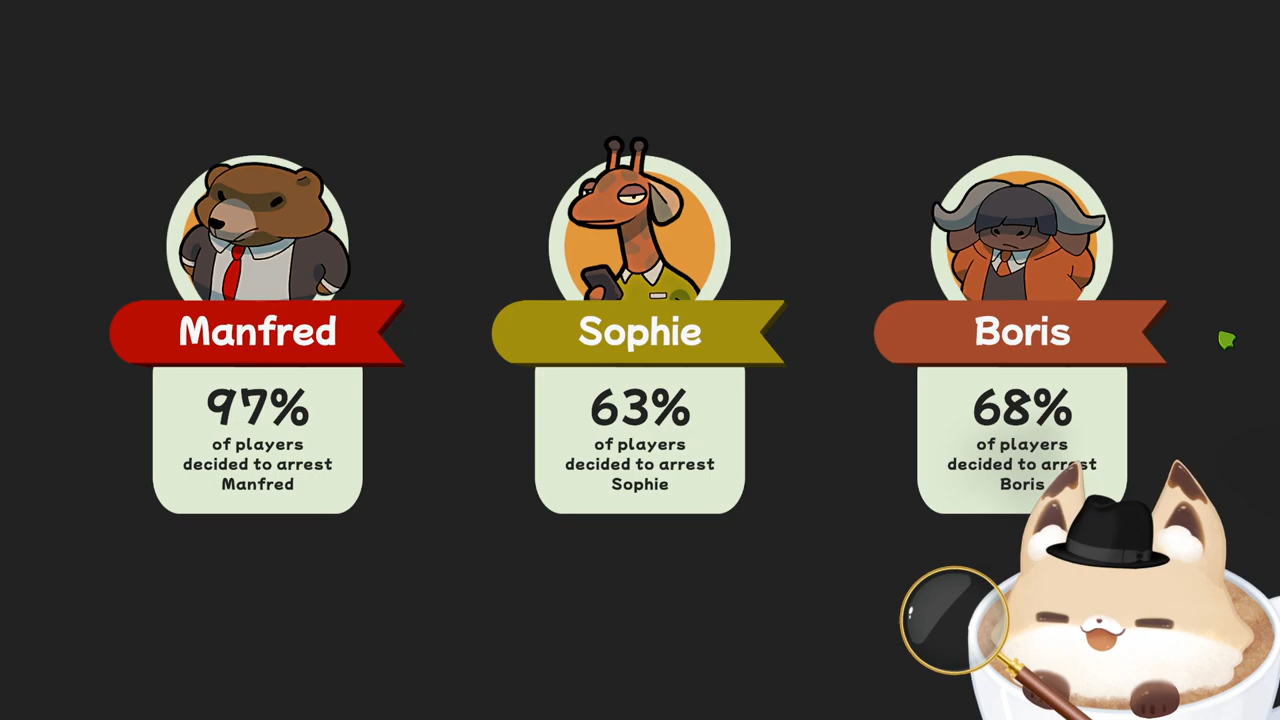 Manfred
97%
of players
decided to arrest
Manfred
Sophie
63%
of players
decided to arrest
Sophie
Boris
68%
of players
decided to arrest
Boris